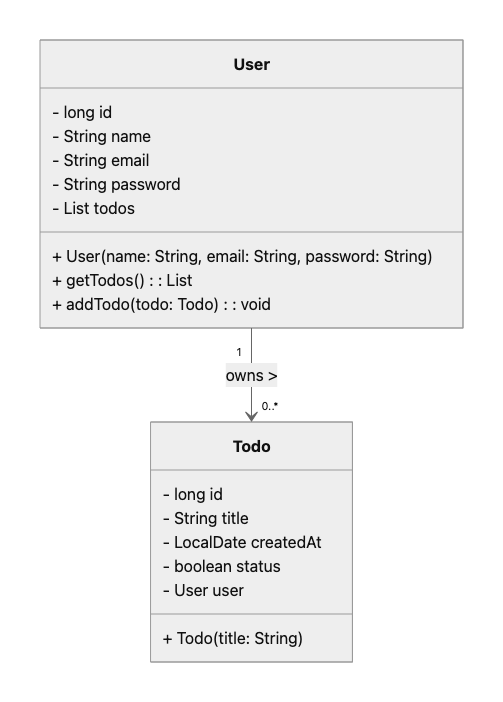 User
- long id
- String name
- String email
- String password
- List todos
+ User(name: String, email: String, password: String)
+ getTodos() : : List
+ addTodo(todo: Todo) : : void
1
owns >
0..*
Todo
- long id
- String title
- LocalDate createdAt
- boolean status
- User user
+ Todo(title: String)